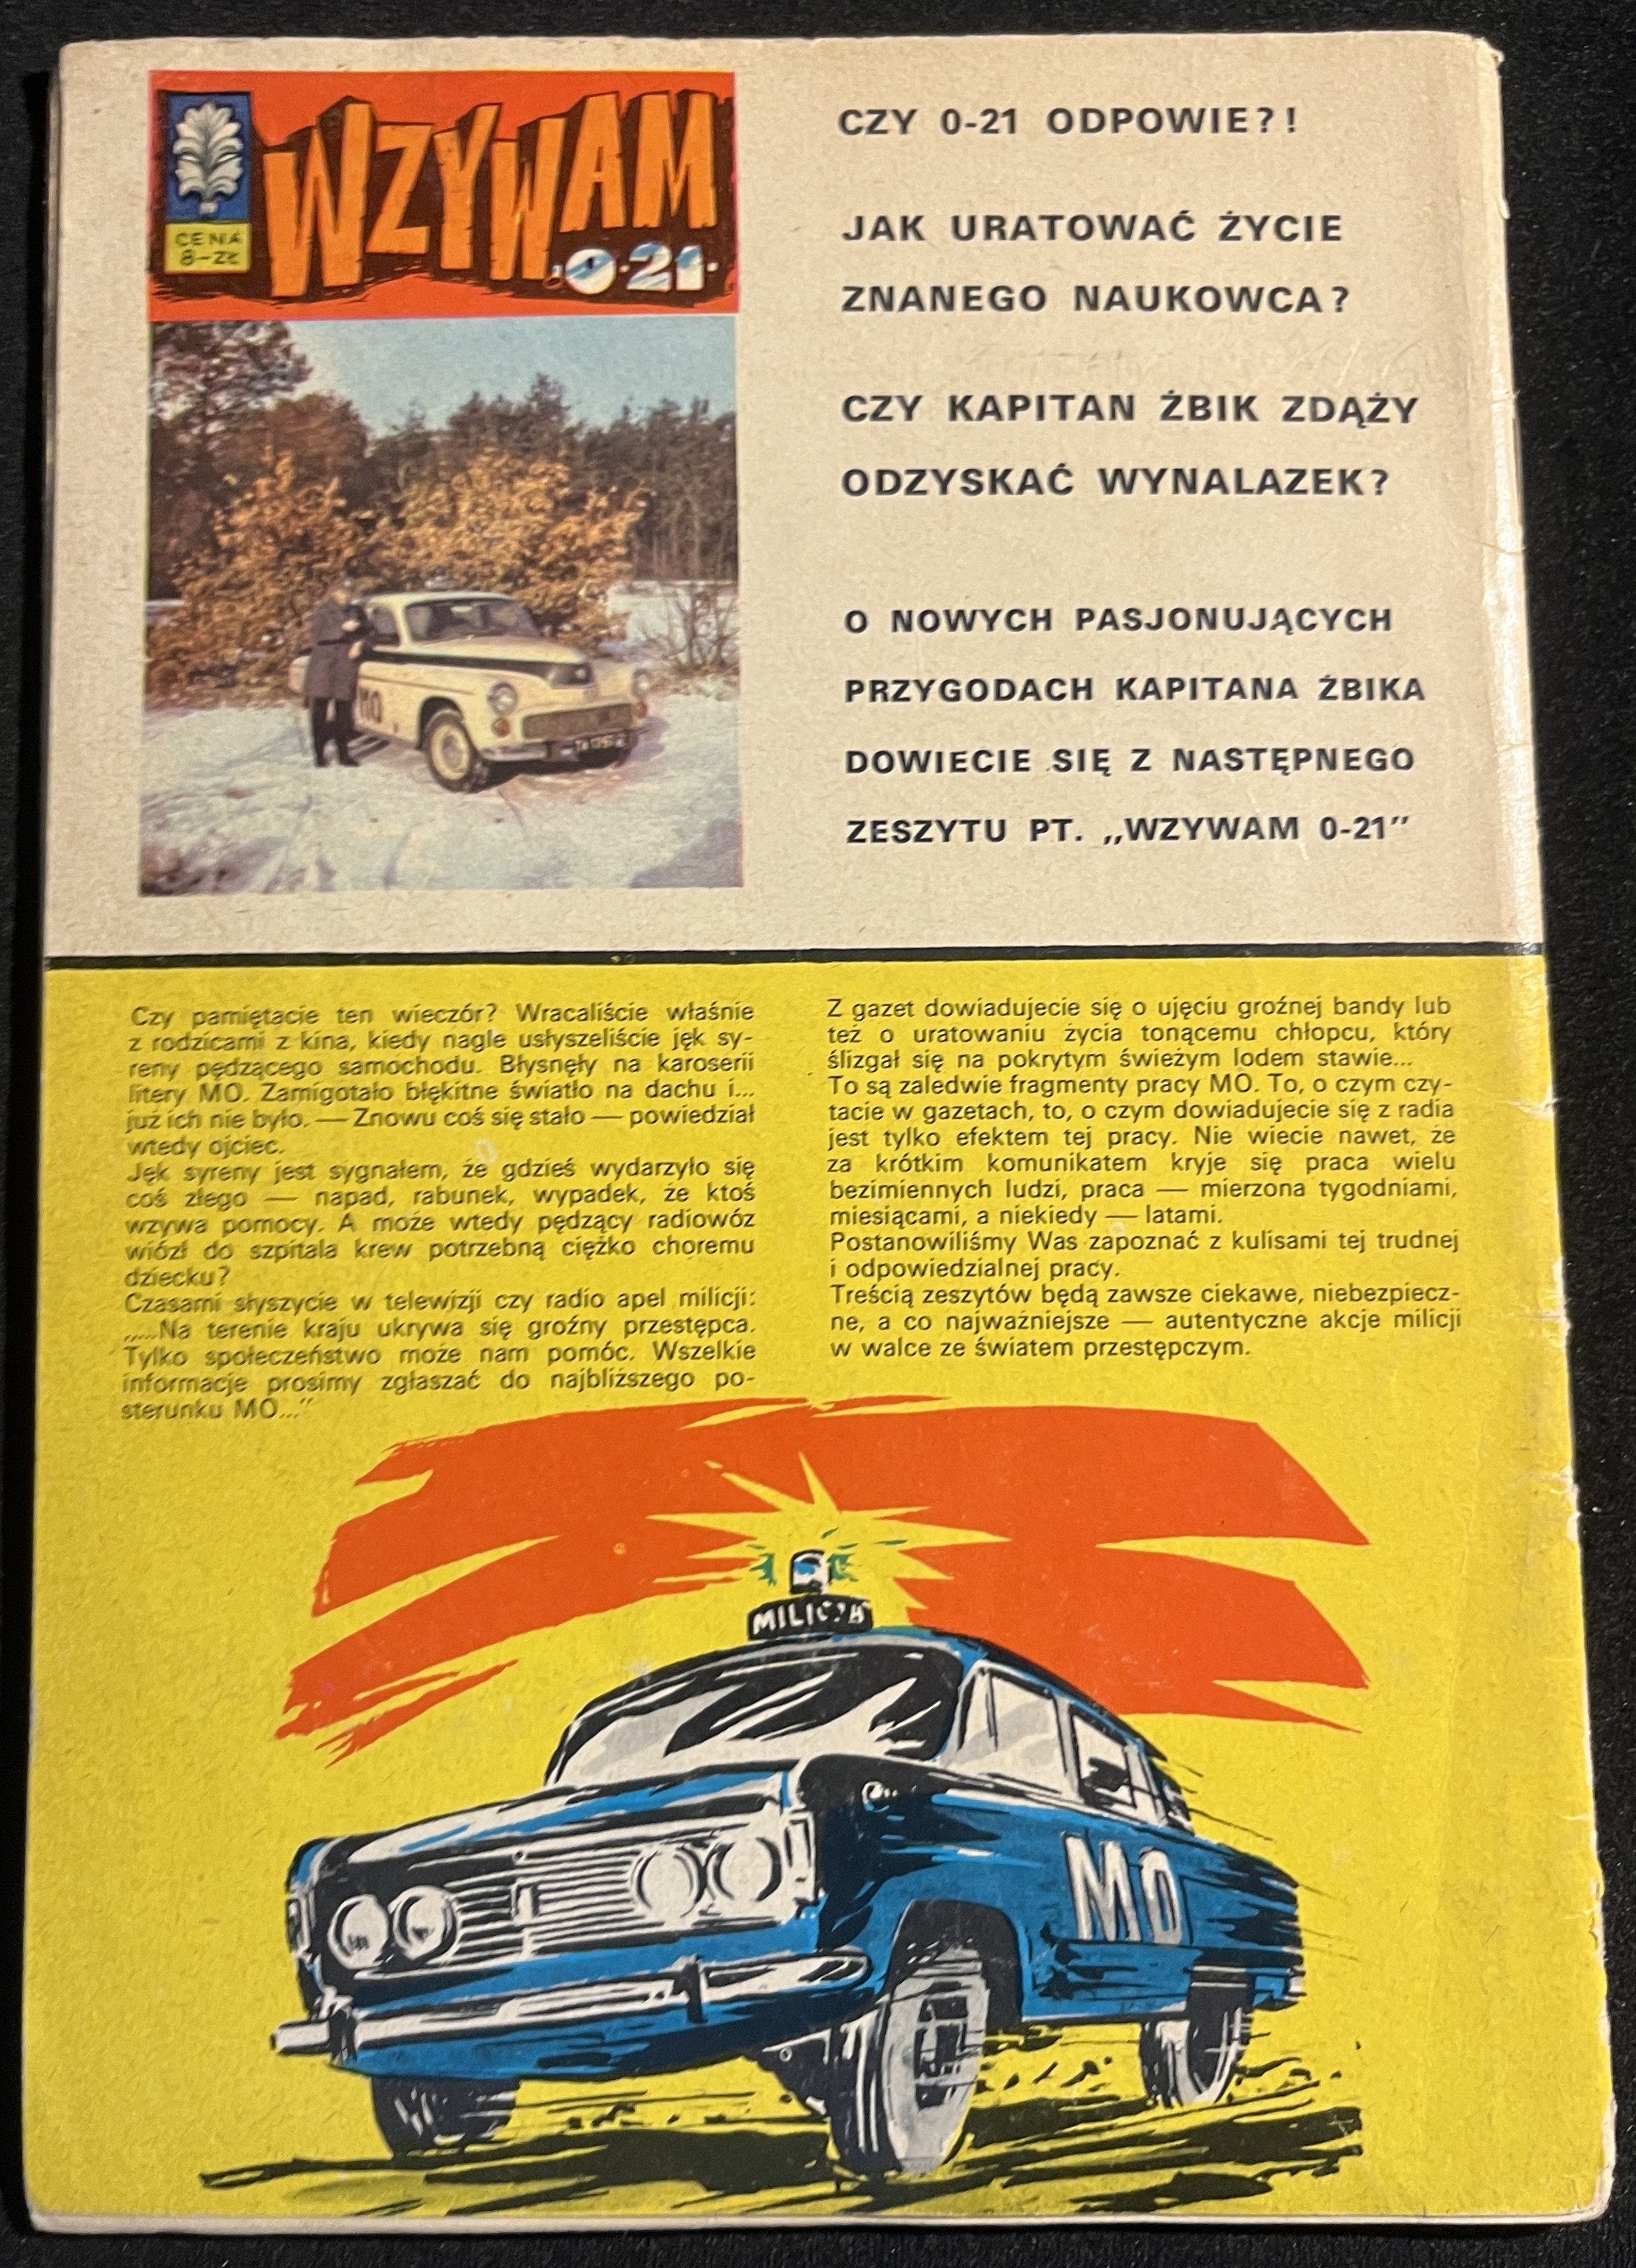 WZYWAM
0-21
CENA
8-ZŁ
MO
CZY 0-21 ODPOWIE?!
JAK URATOWAĆ ŻYCIE
ZNANEGO NAUKOWCA?
CZY KAPITAN ŻBIK ZDĄŻY
ODZYSKAĆ WYNALAZEK?
O NOWYCH PASJONUJĄCYCH
PRZYGODACH KAPITANA ŻBIKA
DOWIECIE SIĘ Z NASTĘPNEGO
ZESZYTU PT. „WZYWAM 0-21”
Czy pamiętacie ten wieczór? Wracaliście właśnie
z rodzicami z kina, kiedy nagle usłyszeliście jęk sy-
reny pędzącego samochodu. Błysnęły na karoserii
litery MO. Zamigotało błękitne światło na dachu i...
już ich nie było. — Znowu coś się stało — powiedział
wtedy ojciec.
Jęk syreny jest sygnałem, że gdzieś wydarzyło się
coś złego — napad, rabunek, wypadek, że ktoś
wzywa pomocy. A może wtedy pędzący radiowóz
wiózł do szpitala krew potrzebną ciężko choremu
dziecku?
Czasami słyszycie w telewizji czy radio apel milicji:
„....Na terenie kraju ukrywa się groźny przestępca.
Tylko społeczeństwo może nam pomóc. Wszelkie
informacje prosimy zgłaszać do najbliższego po-
sterunku MO...”
Z gazet dowiadujecie się o ujęciu groźnej bandy lub
też o uratowaniu życia tonącemu chłopcu, który
ślizgał się na pokrytym świeżym lodem stawie...
To są zaledwie fragmenty pracy MO. To, o czym czy-
tacie w gazetach, to, o czym dowiadujecie się z radia
jest tylko efektem tej pracy. Nie wiecie nawet, że
za krótkim komunikatem kryje się praca wielu
bezimiennych ludzi, praca — mierzona tygodniami,
miesiącami, a niekiedy — latami.
Postanowiliśmy Was zapoznać z kulisami tej trudnej
i odpowiedzialnej pracy.
Treścią zeszytów będą zawsze ciekawe, niebezpiecz-
ne, a co najważniejsze — autentyczne akcje milicji
w walce ze światem przestępczym.
MILICJA
MO